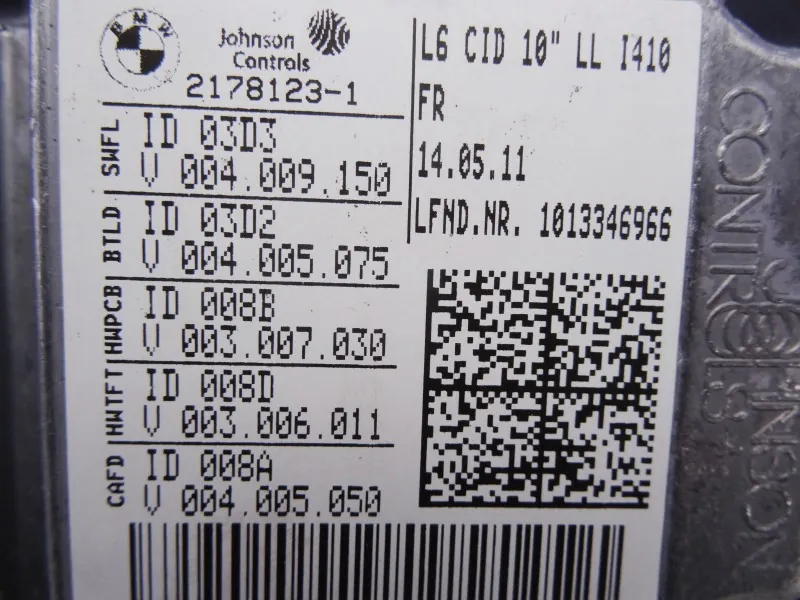 BMW
Johnson
Controls
2178123-1
SWFL
ID 03D3
V 004.009.150
BTLD
ID 03D2
V 004.005.075
HWPCB
ID 008B
V 003.007.030
HWTFT
ID 008D
V 003.006.011
CAFD
ID 008A
V 004.005.050
L6 CID 10" LL I410
FR
14.05.11
LFND.NR. 1013346966
JOHNSON
CONTROLS